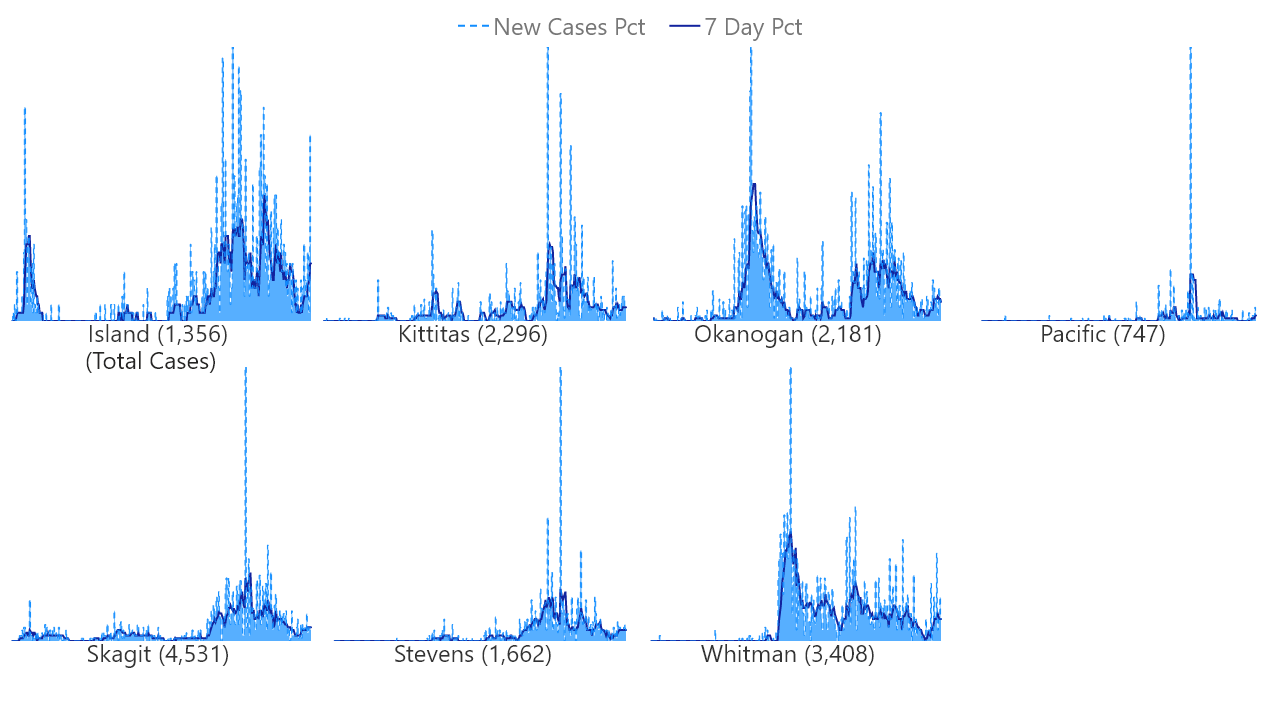 New Cases Pct 7 Day Pct
Island (1,356) Kittitas (2,296) Okanogan (2,181) Pacific (747)
(Total Cases)
Skagit (4,531) Stevens (1,662) Whitman (3,408)